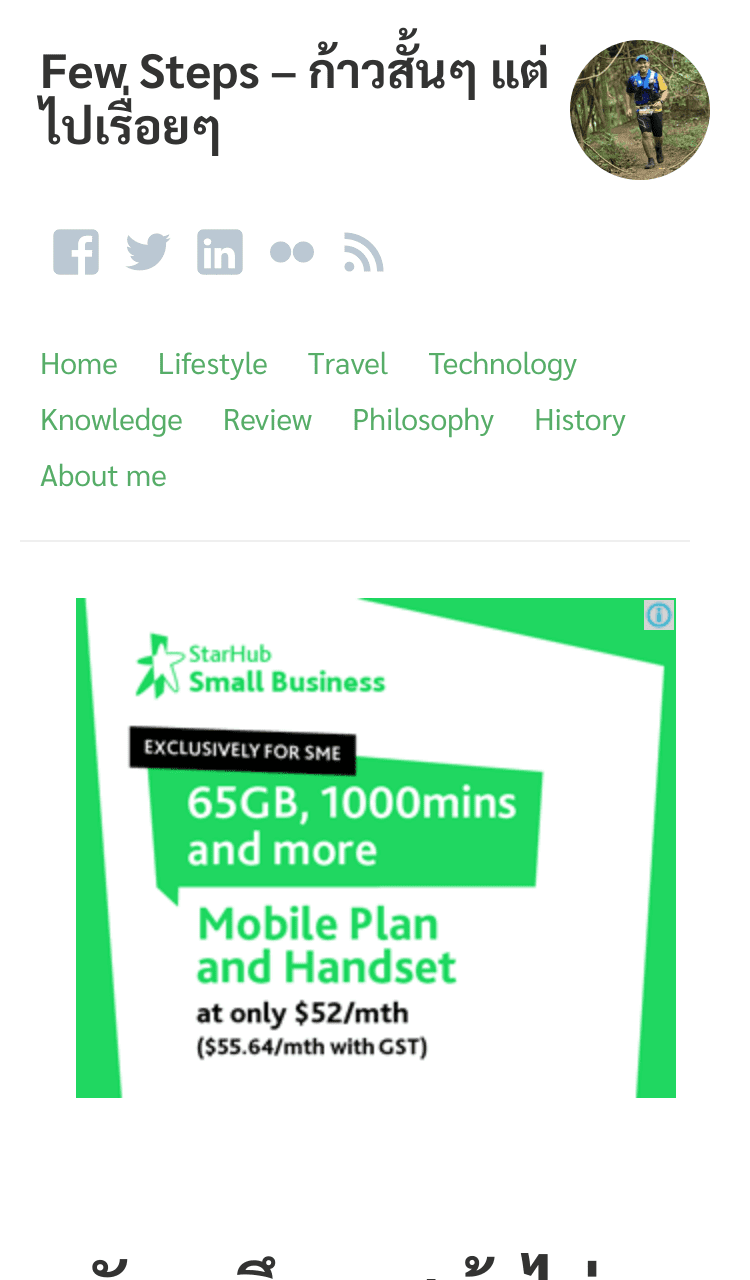 Few Steps – ก้าวสั้นๆ แต่
ไปเรื่อยๆ
Home Lifestyle Travel Technology
Knowledge Review Philosophy History
About me
StarHub
Small Business
EXCLUSIVELY FOR SME
65GB, 1000mins
and more
Mobile Plan
and Handset
at only $52/mth
($55.64/mth with GST)